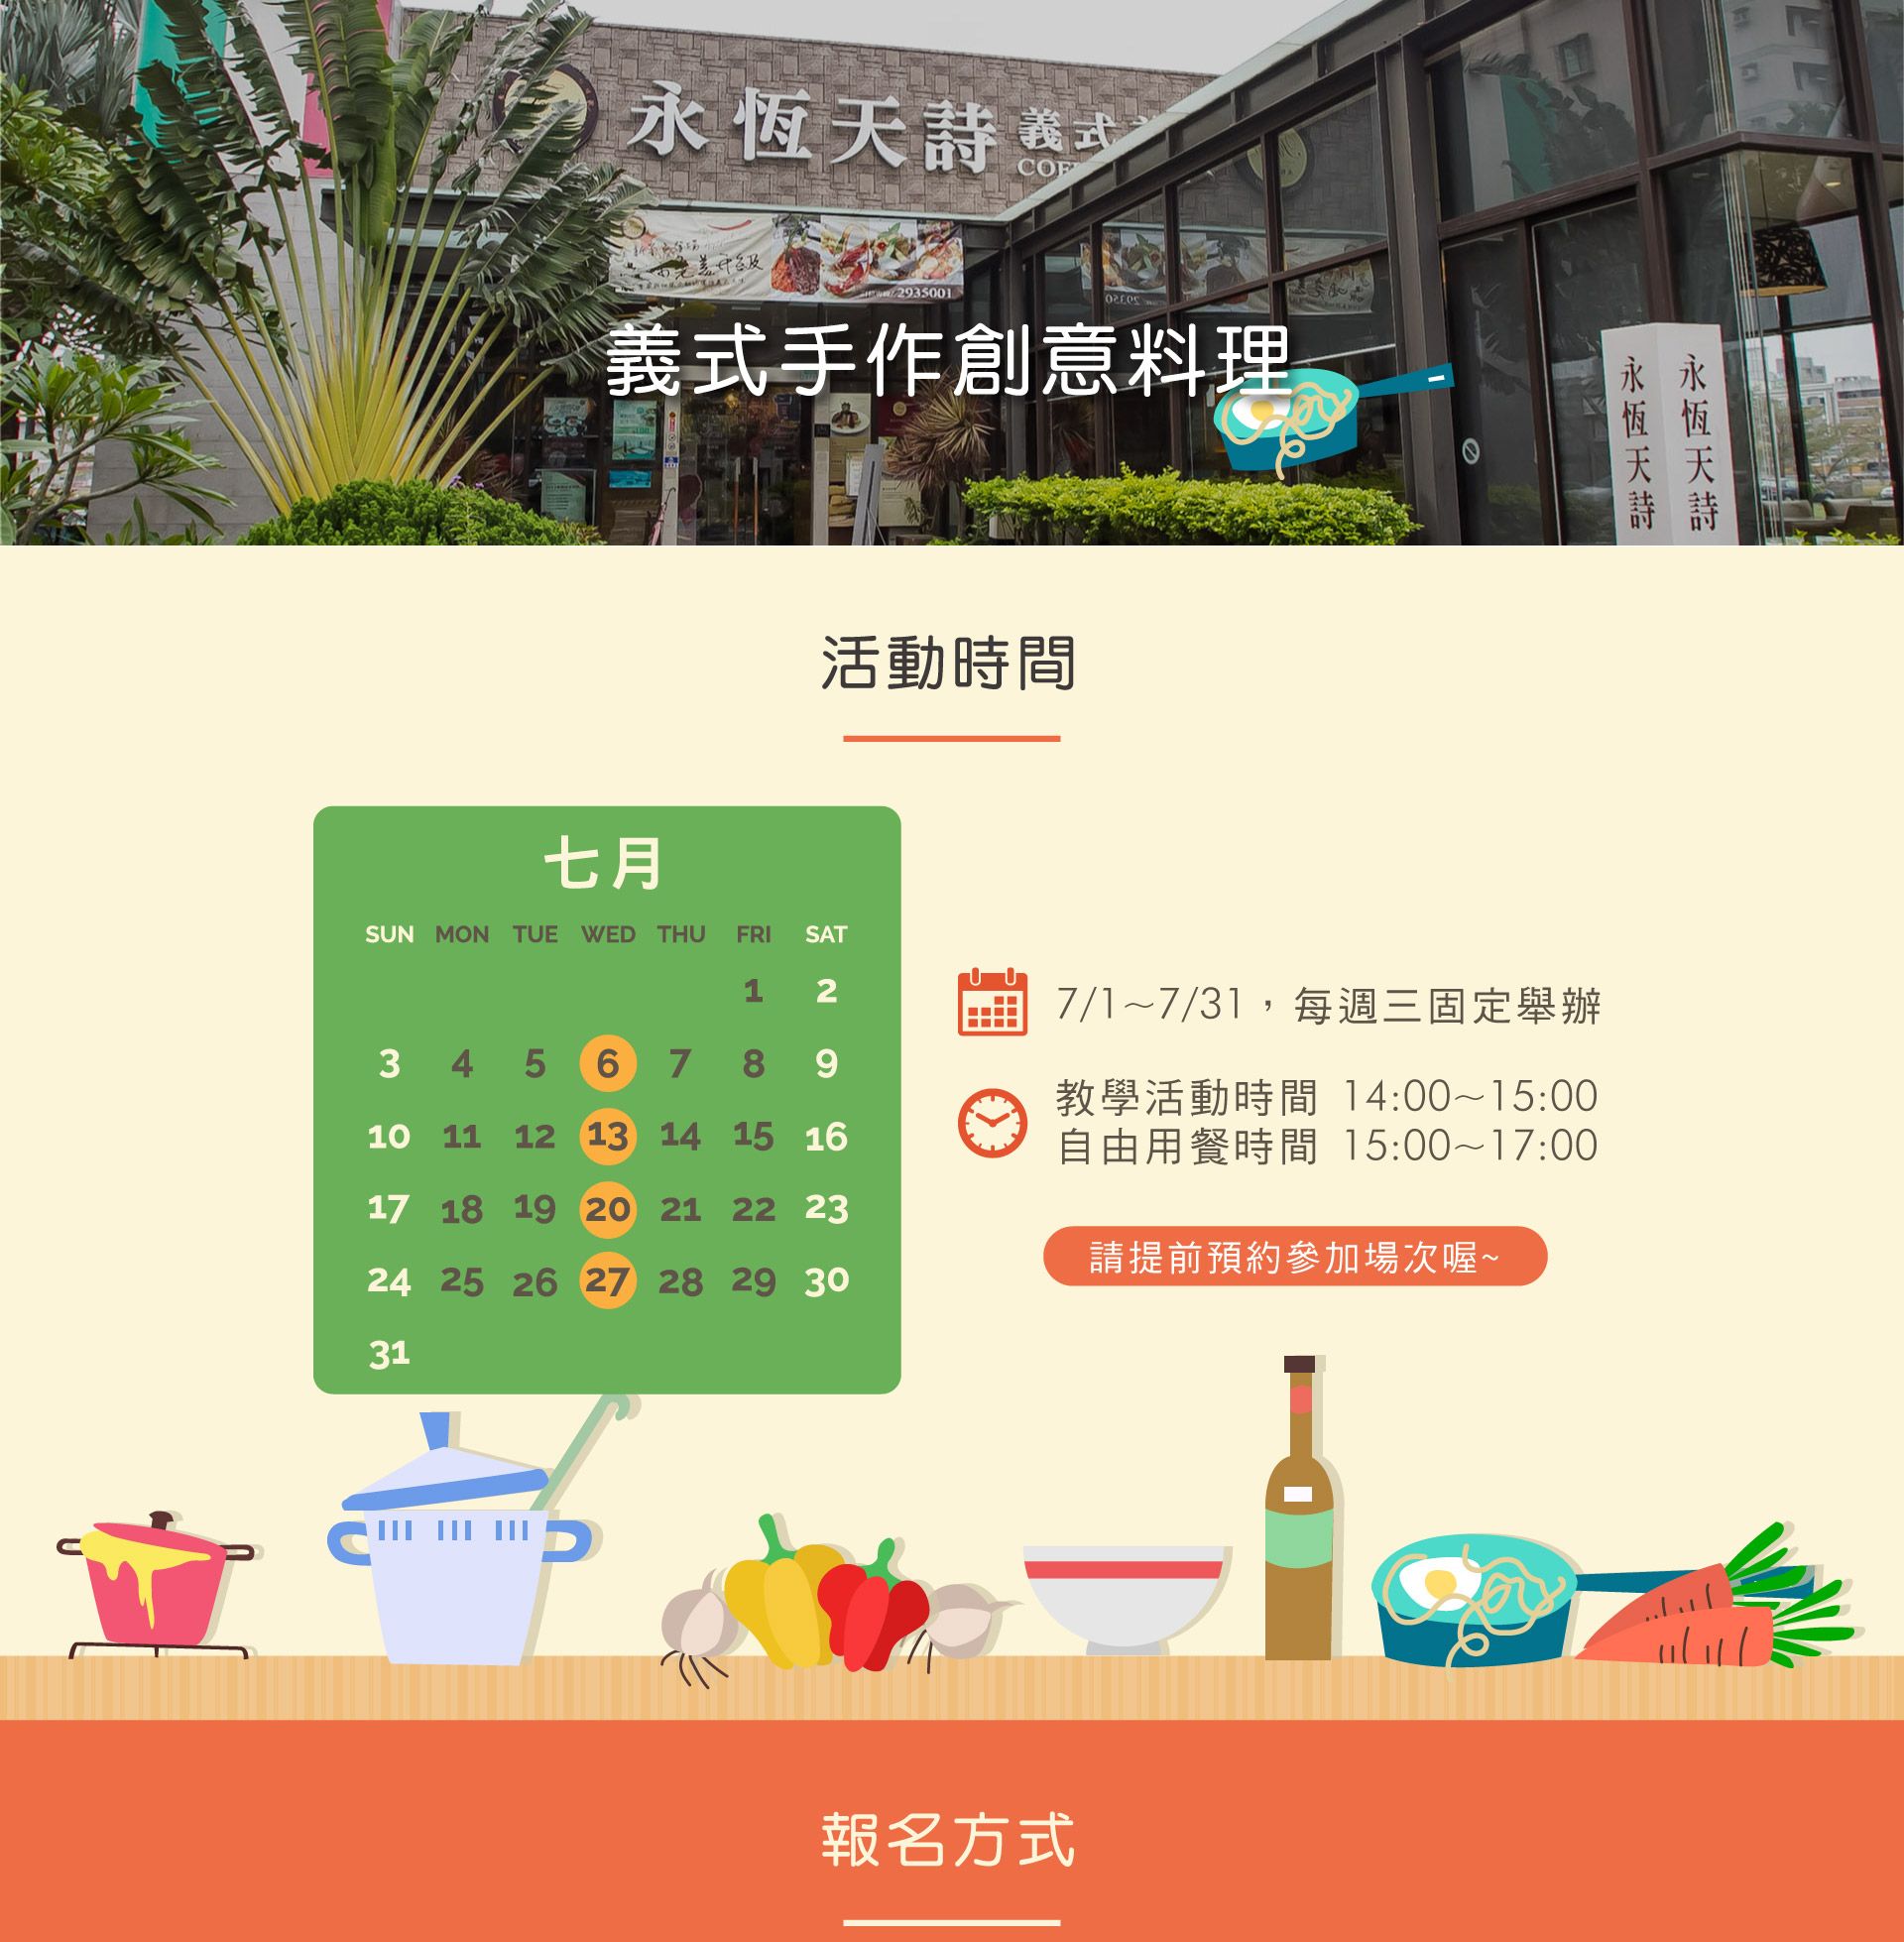 永恆天詩 義式
COF
2935001
義式手作創意料理
永恆天詩
永恆天詩
活動時間
七月
SUN MON TUE WED THU FRI SAT
1 2
3 4 5 6 7 8 9
10 11 12 13 14 15 16
17 18 19 20 21 22 23
24 25 26 27 28 29 30
31
7/1~7/31，每週三固定舉辦
教學活動時間 14:00~15:00
自由用餐時間 15:00~17:00
請提前預約參加場次喔~
報名方式